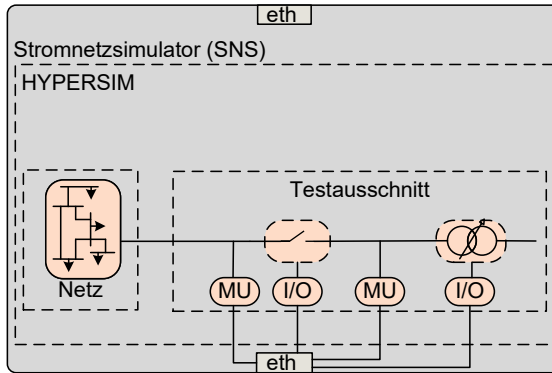 eth
Stromnetzsimulator (SNS)
HYPERSIM
Testausschnitt
Netz
MU
I/O
MU
I/O
eth